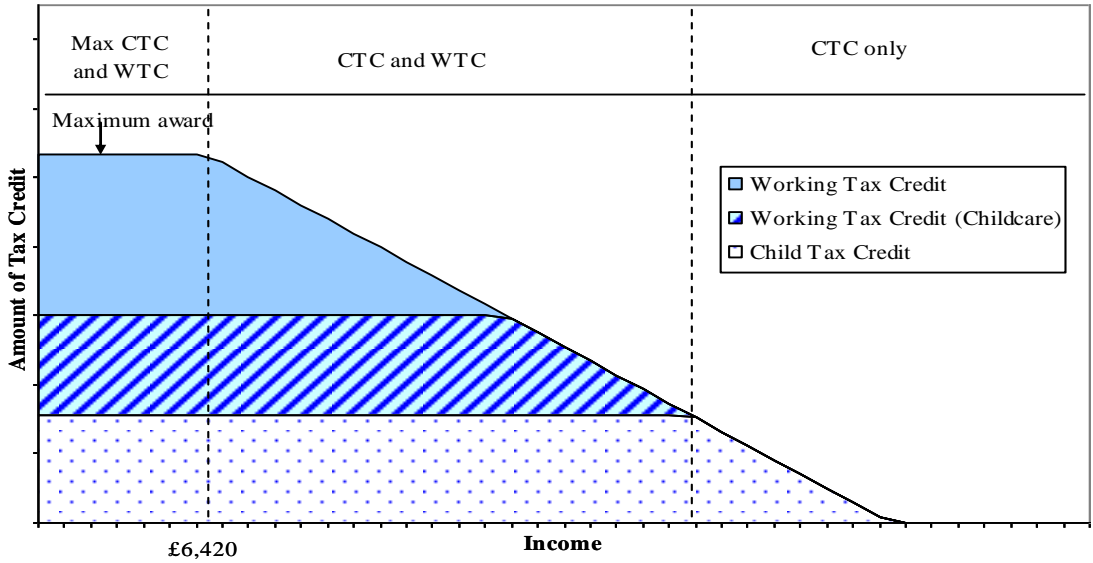 Max CTC
and WTC
CTC and WTC
CTC only
Maximum award
Amount of Tax Credit
Working Tax Credit
Working Tax Credit (Childcare)
Child Tax Credit
£6,420
Income